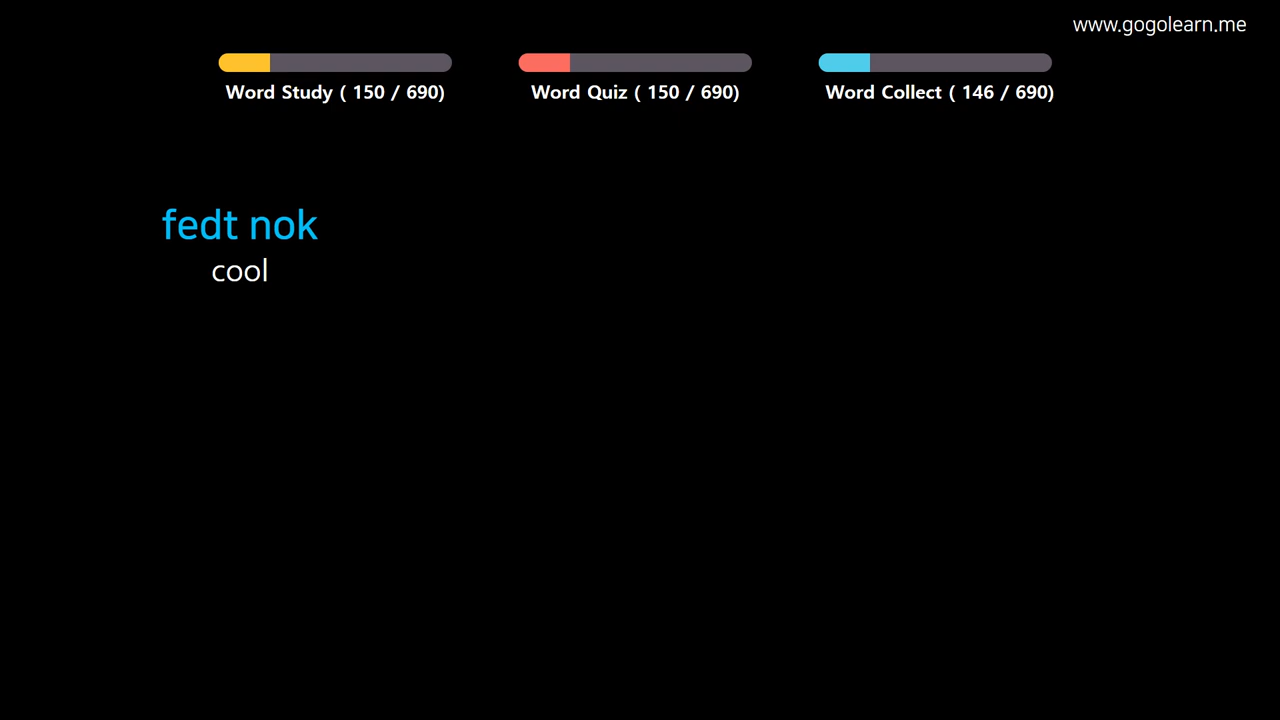 www.gogolearn.me
Word Study ( 150 / 690)
Word Quiz ( 150 / 690)
Word Collect ( 146 / 690)
fedt nok
cool